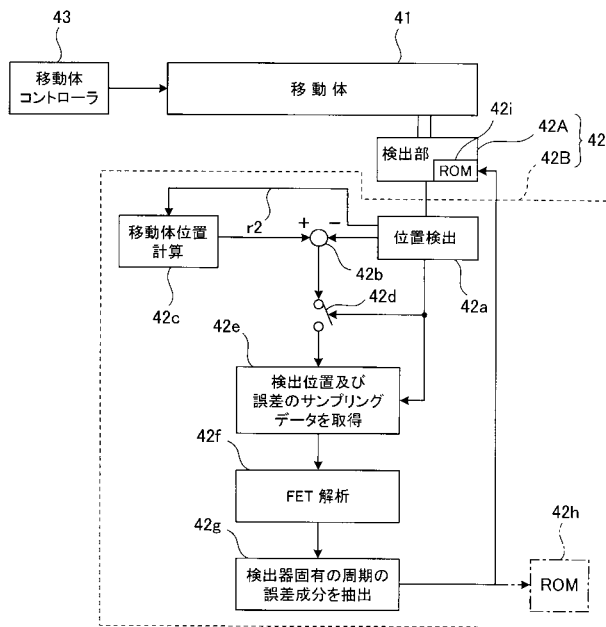 43
41
移動体
コントローラ
移動体
42i
42A
42
42B
検出部
ROM
移動体位置
計算
r2
+
−
位置検出
42b
42c
42d
42a
42e
検出位置及び
誤差のサンプリング
データを取得
42f
FET 解析
42g
42h
検出器固有の周期の
誤差成分を抽出
ROM